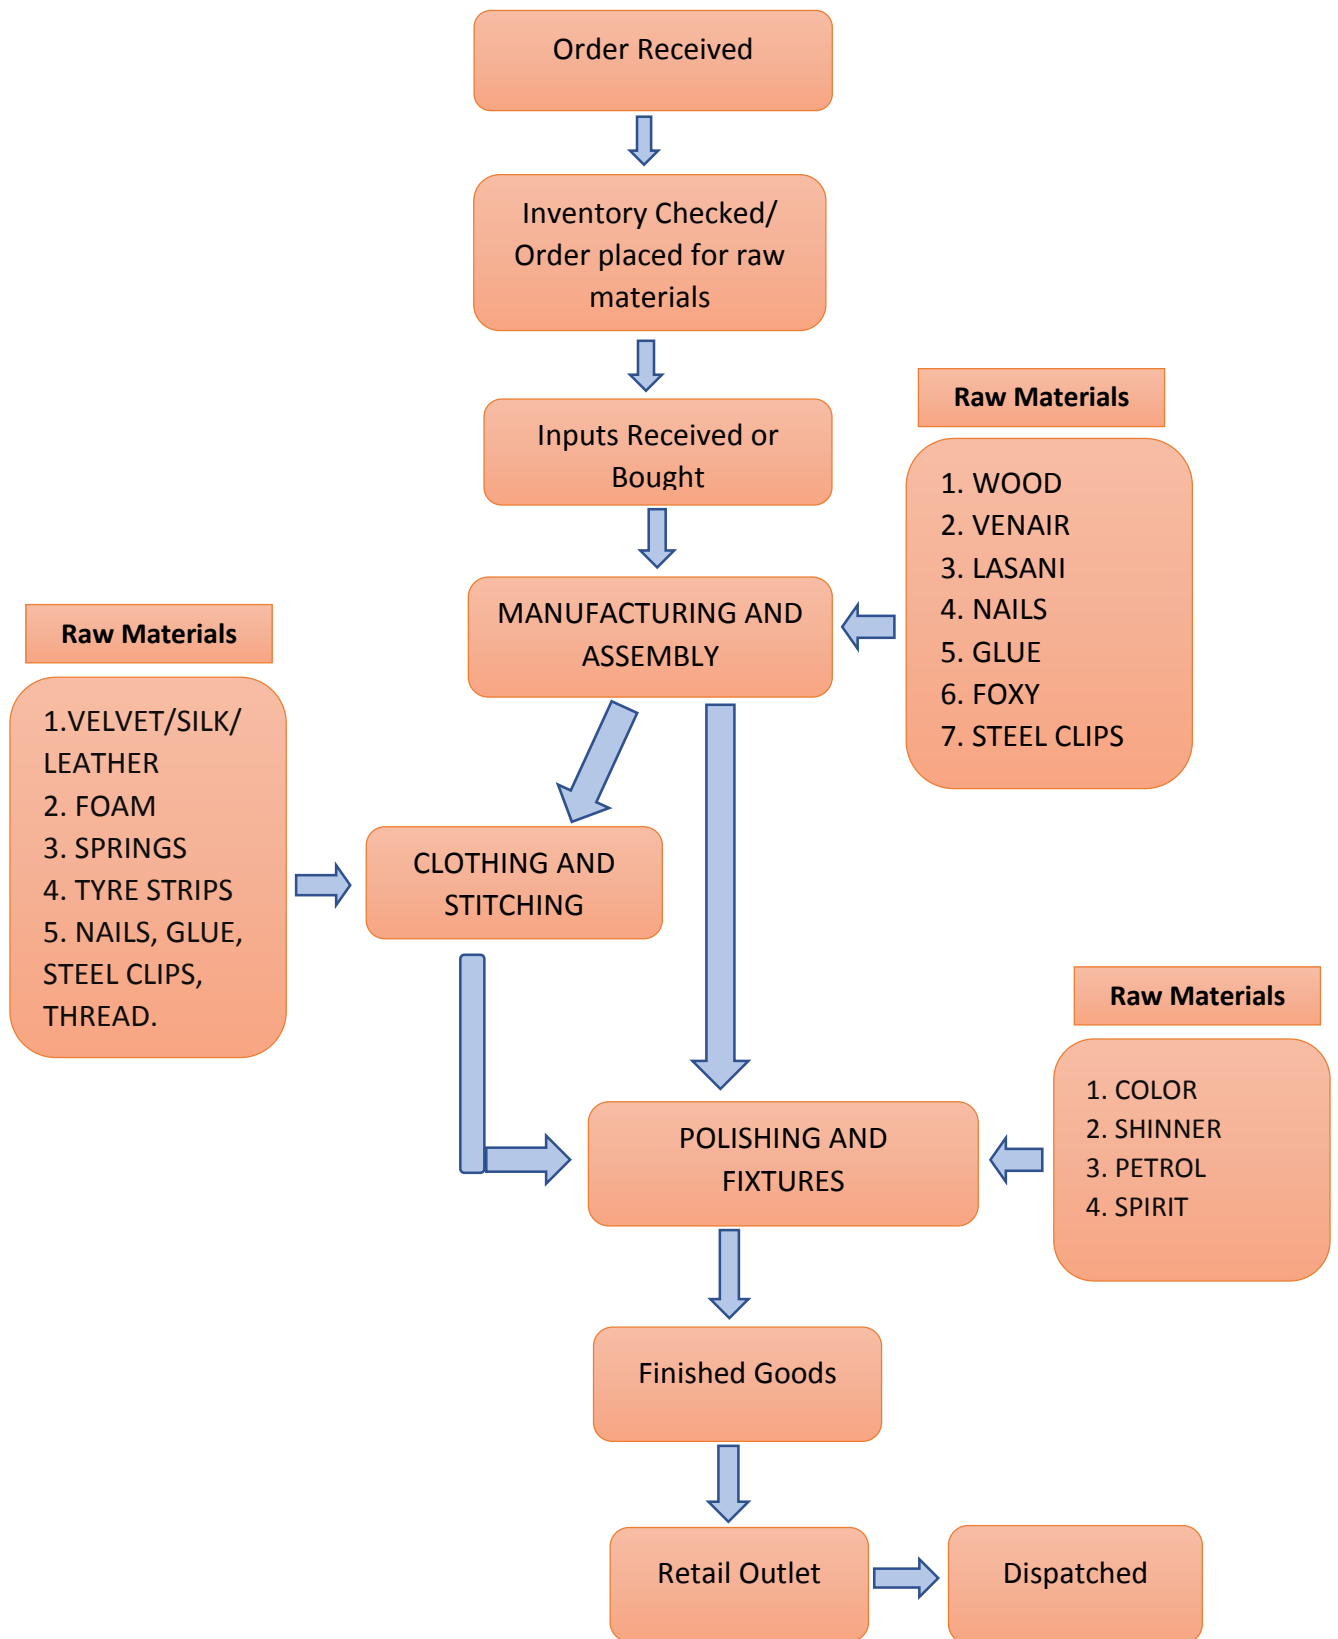 Order Received
Inventory Checked/
Order placed for raw
materials
Inputs Received or
Bought
Raw Materials
1. WOOD
2. VENAIR
3. LASANI
4. NAILS
5. GLUE
6. FOXY
7. STEEL CLIPS
MANUFACTURING AND
ASSEMBLY
Raw Materials
1.VELVET/SILK/
LEATHER
2. FOAM
3. SPRINGS
4. TYRE STRIPS
5. NAILS, GLUE,
STEEL CLIPS,
THREAD.
CLOTHING AND
STITCHING
Raw Materials
1. COLOR
2. SHINNER
3. PETROL
4. SPIRIT
POLISHING AND
FIXTURES
Finished Goods
Retail Outlet
Dispatched